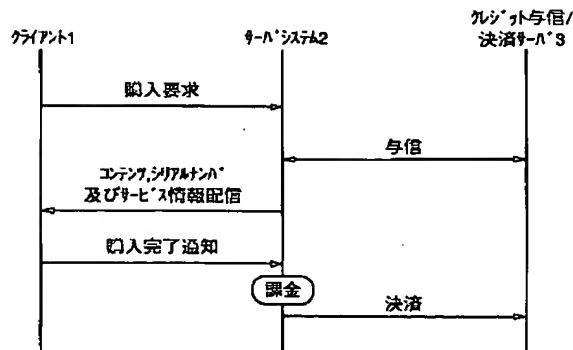 クライアント1
サーバシステム2
クレジット与信/
決済サーバ3
購入要求
与信
コンテンツ,シリアルナンバ
及びサービス情報配信
購入完了通知
課金
決済